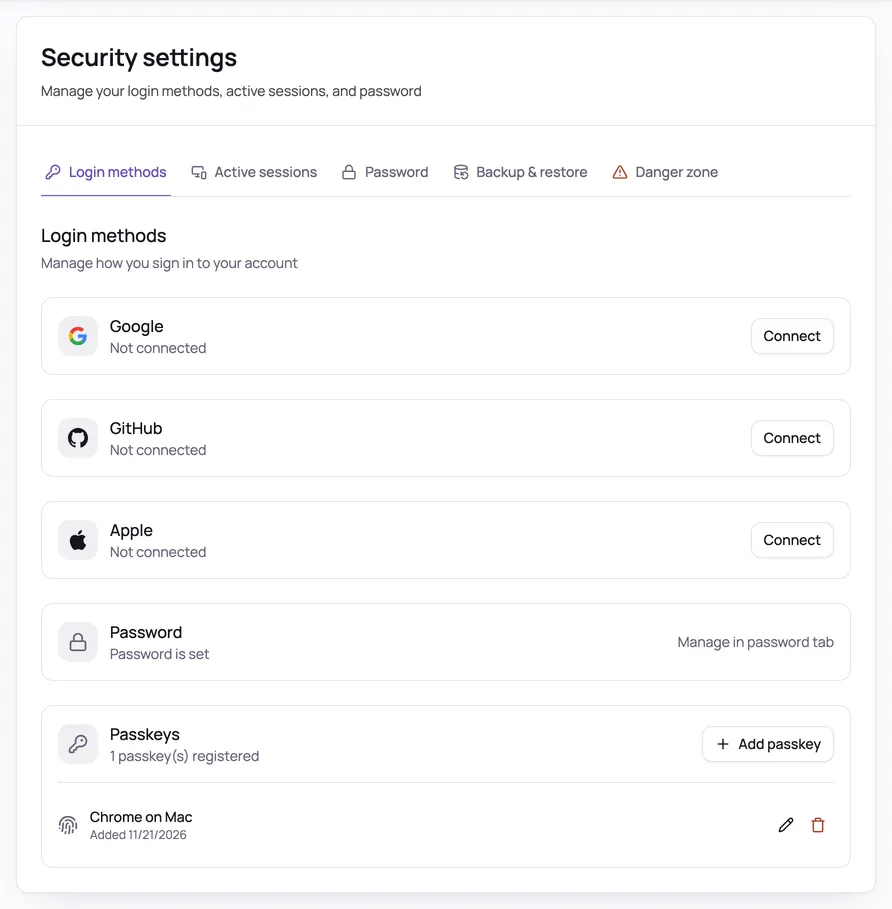 Security settings
Manage your login methods, active sessions, and password
Login methods
Active sessions
Password
Backup & restore
Danger zone
Login methods
Manage how you sign in to your account
Google
Not connected
Connect
GitHub
Not connected
Connect
Apple
Not connected
Connect
Password
Password is set
Manage in password tab
Passkeys
1 passkey(s) registered
+ Add passkey
Chrome on Mac
Added 11/21/2026